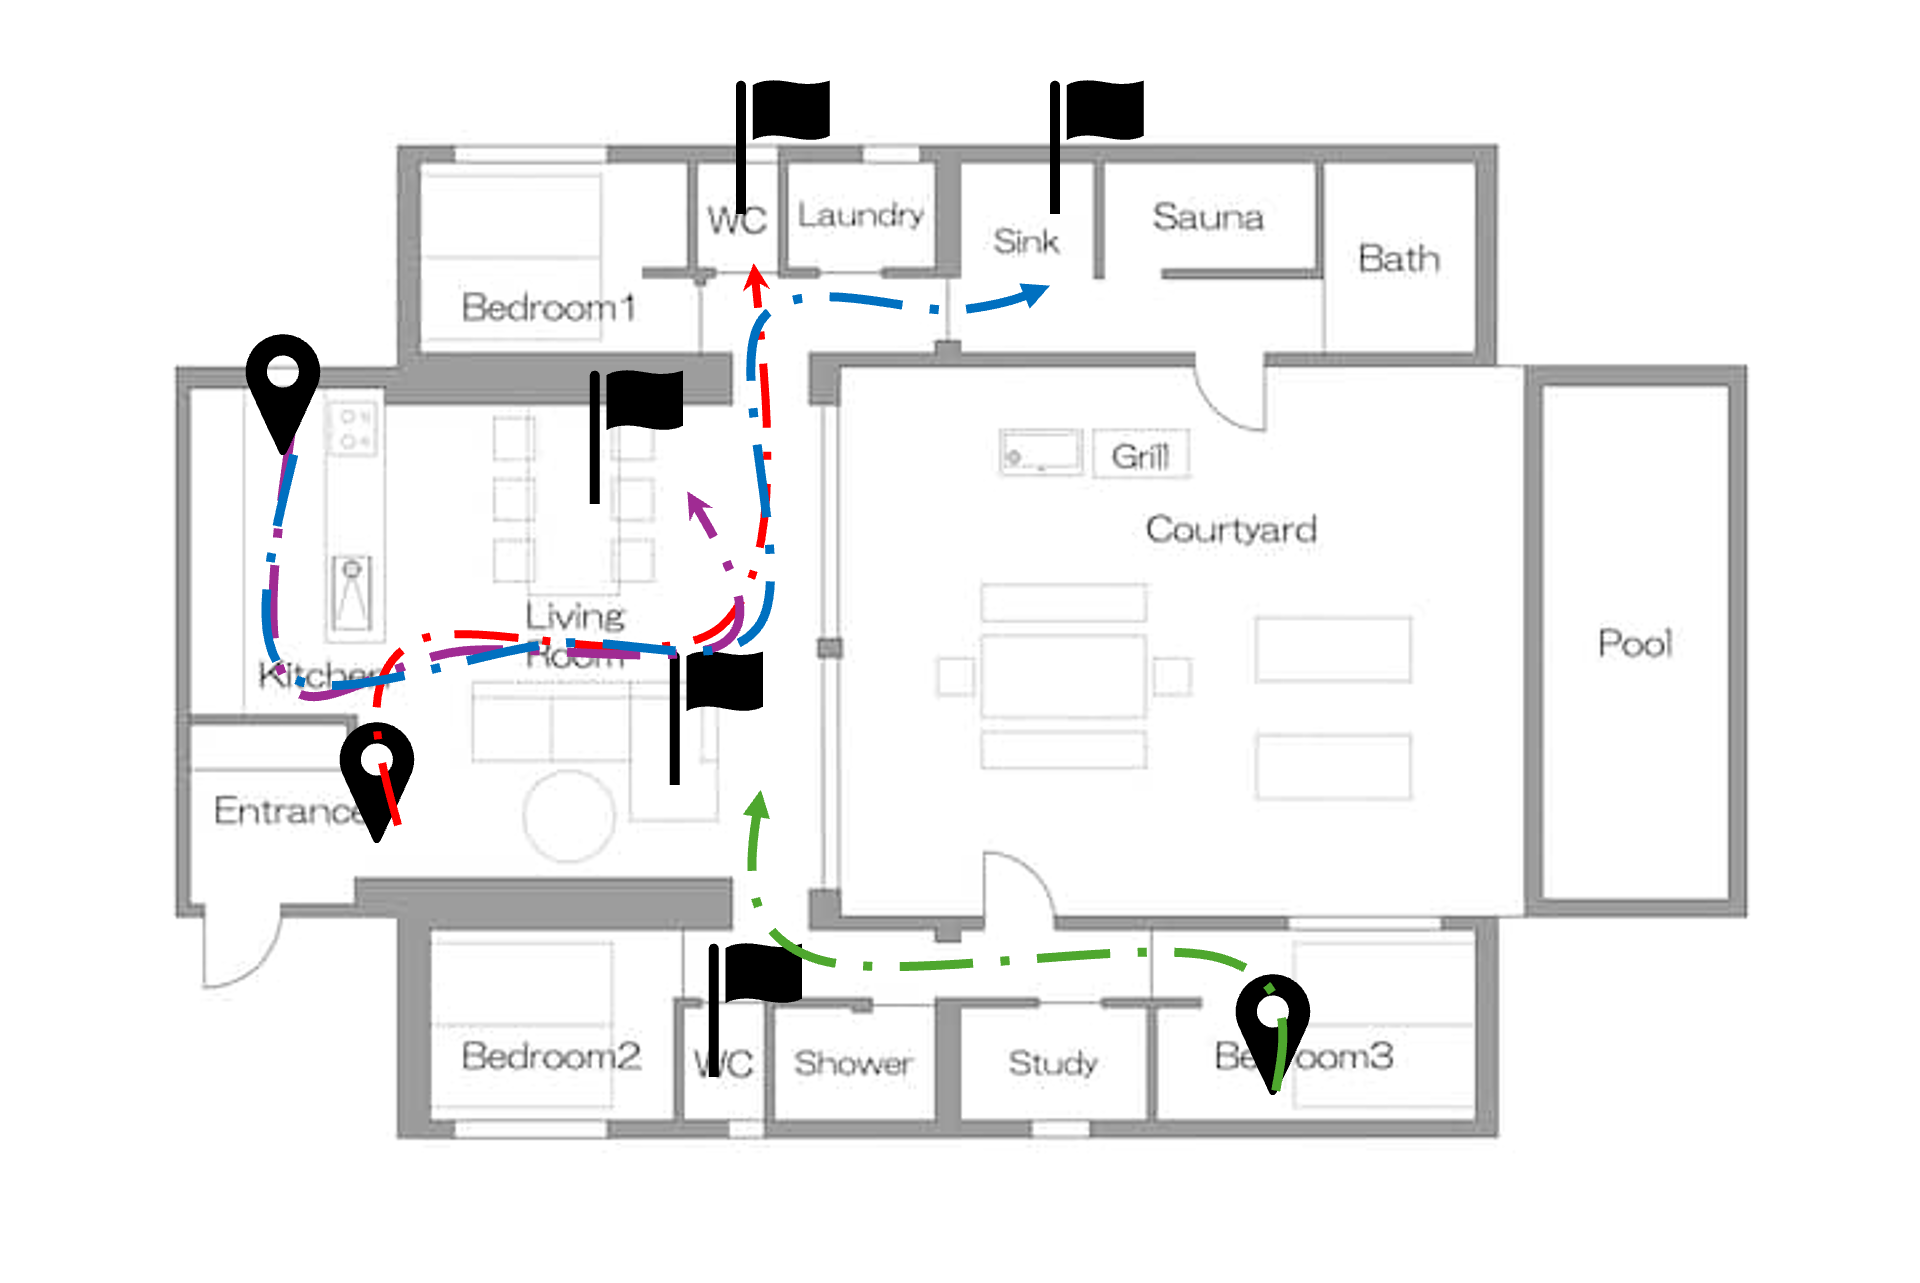 WC
Laundry
Sink
Sauna
Bath
Bedroom1
Grill
Courtyard
Living
Room
Kitchen
Pool
Entrance
Bedroom2
WC
Shower
Study
Bedroom3